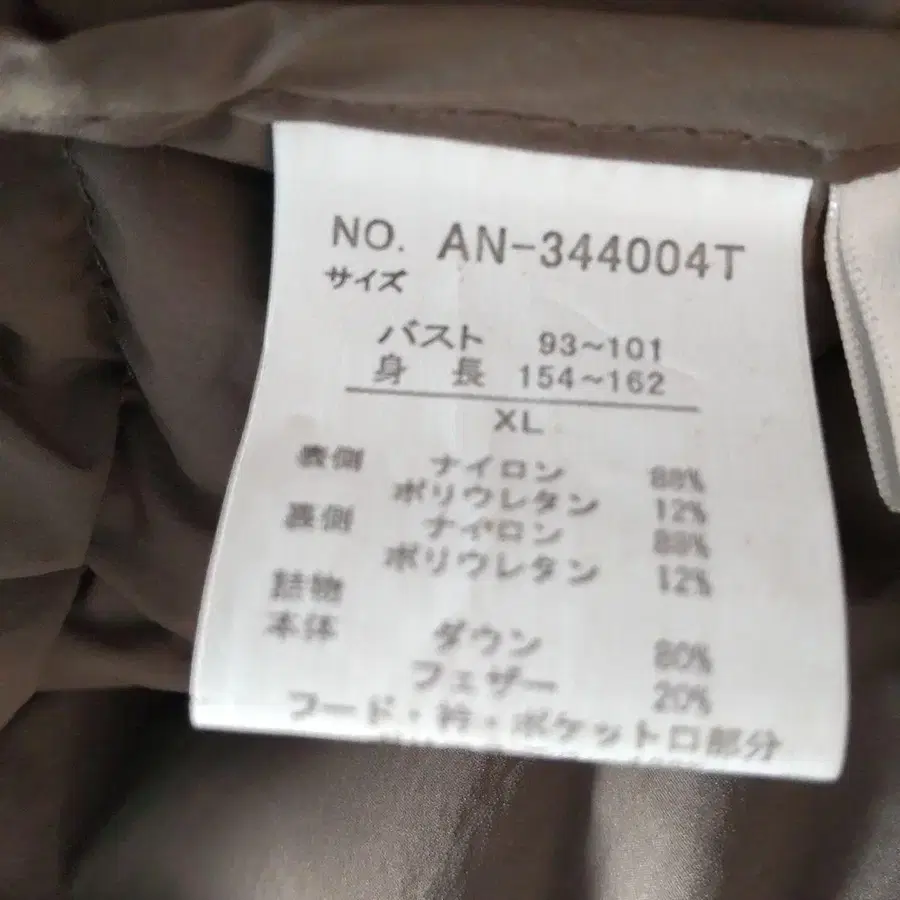 NO. AN-344004T
サイズ
バスト 93~101
身 長 154~162
XL
表側 ナイロン 88%
ポリウレタン 12%
裏側 ナイロン 88%
ポリウレタン 12%
詰物
本体 ダウン 80%
フェザー 20%
フード・衿・ポケット口部分